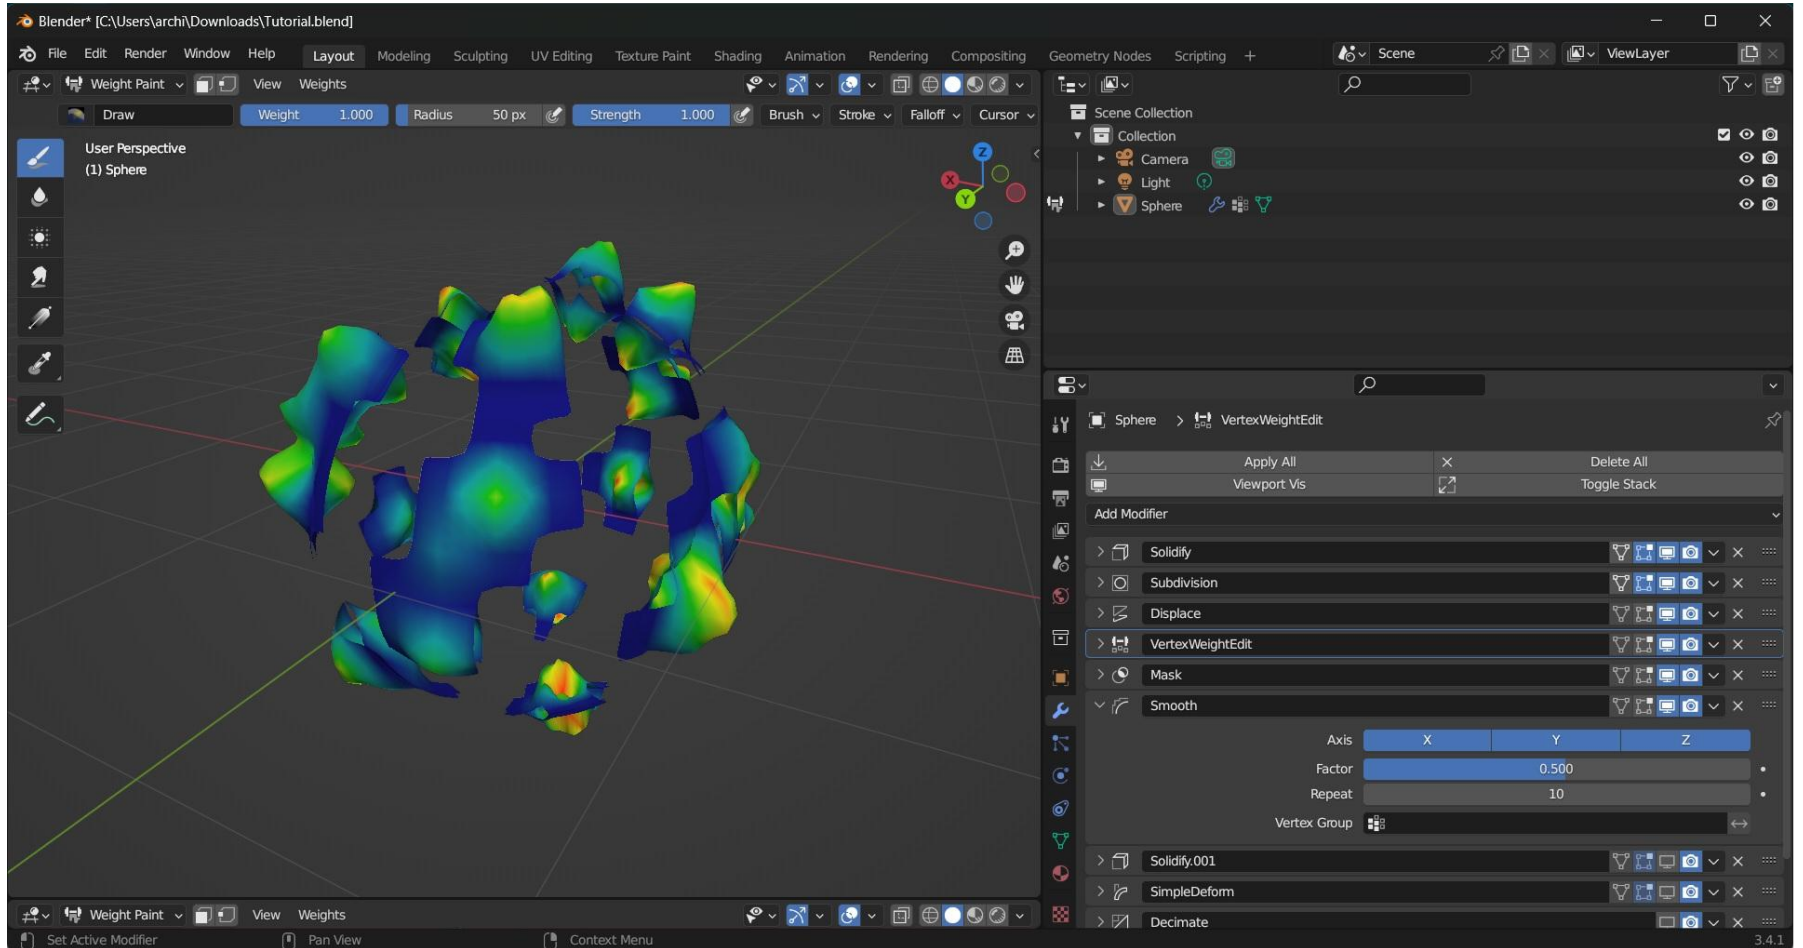 Blender* [C:\Users\archi\Downloads\Tutorial.blend]
File Edit Render Window Help Layout Modeling Sculpting UV Editing Texture Paint Shading Animation Rendering Compositing Geometry Nodes Scripting + Scene ViewLayer
Weight Paint View Weights
Draw Weight 1.000 Radius 50 px Strength 1.000 Brush Stroke Falloff Cursor
User Perspective
(1) Sphere
Z
X
Y
Scene Collection
Collection
Camera
Light
Sphere
Sphere > VertexWeightEdit
Apply All Delete All
Viewport Vis Toggle Stack
Add Modifier
Solidify
Subdivision
Displace
VertexWeightEdit
Mask
Smooth
Axis X Y Z
Factor 0.500
Repeat 10
Vertex Group
Solidify.001
SimpleDeform
Decimate
Weight Paint View Weights
Set Active Modifier Pan View Context Menu 3.4.1